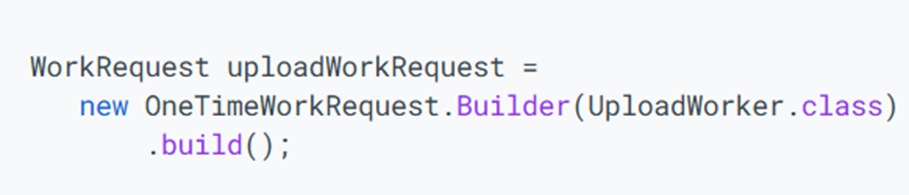 WorkRequest uploadWorkRequest =
new OneTimeWorkRequest.Builder(UploadWorker.class)
.build();